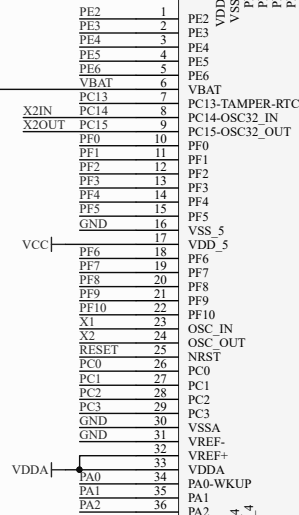 PE2 1 PE2
PE3 2 PE3
PE4 3 PE4
PE5 4 PE5
PE6 5 PE6
VBAT 6 VBAT
PC13 7 PC13-TAMPER-RTC
X2IN PC14 8 PC14-OSC32_IN
X2OUT PC15 9 PC15-OSC32_OUT
PF0 10 PF0
PF1 11 PF1
PF2 12 PF2
PF3 13 PF3
PF4 14 PF4
PF5 15 PF5
GND 16 VSS_5
VCC 17 VDD_5
PF6 18 PF6
PF7 19 PF7
PF8 20 PF8
PF9 21 PF9
PF10 22 PF10
X1 23 OSC_IN
X2 24 OSC_OUT
RESET 25 NRST
PC0 26 PC0
PC1 27 PC1
PC2 28 PC2
PC3 29 PC3
GND 30 VSSA
GND 31 VREF-
32 VREF+
VDDA 33 VDDA
PA0 34 PA0-WKUP
PA1 35 PA1
PA2 36 PA2
VDD
VSS